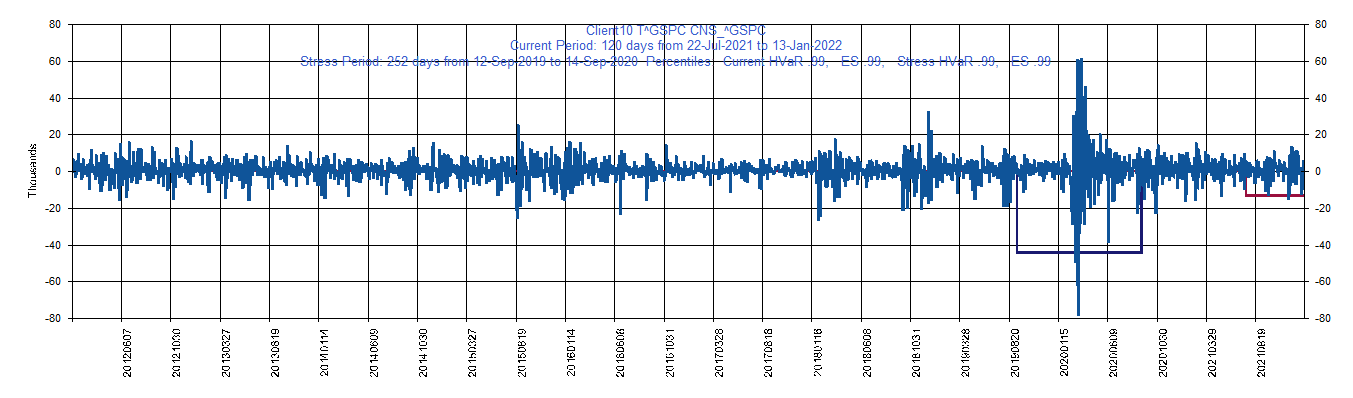 Client10 T^GSPC CNS_^GSPC
Current Period: 120 days from 22-Jul-2021 to 13-Jan-2022
Stress Period: 252 days from 12-Sep-2019 to 14-Sep-2020 Percentiles: Current HVaR .99, ES .99, Stress HVaR .99, ES .99
80 80
60 60
40 40
20 20
0 0
-20 -20
-40 -40
-60 -60
-80 -80
Thousands
20120607 20121030 20130327 20130819 20140114 20140609 20141030 20150327 20150819 20160114 20160608 20161031 20170328 20170818 20180116 20180608 20181031 20190328 20190820 20200115 20200609 20201030 20210329 20210819